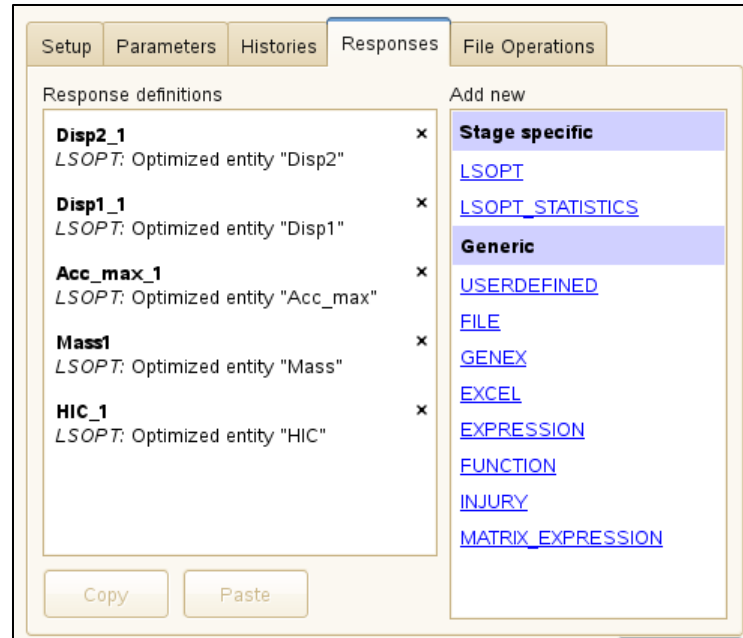 Setup Parameters Histories Responses File Operations
Response definitions
Disp2_1 ×
LSOPT: Optimized entity "Disp2"
Disp1_1 ×
LSOPT: Optimized entity "Disp1"
Acc_max_1 ×
LSOPT: Optimized entity "Acc_max"
Mass1 ×
LSOPT: Optimized entity "Mass"
HIC_1 ×
LSOPT: Optimized entity "HIC"
Copy Paste
Add new
Stage specific
LSOPT
LSOPT_STATISTICS
Generic
USERDEFINED
FILE
GENEX
EXCEL
EXPRESSION
FUNCTION
INJURY
MATRIX_EXPRESSION